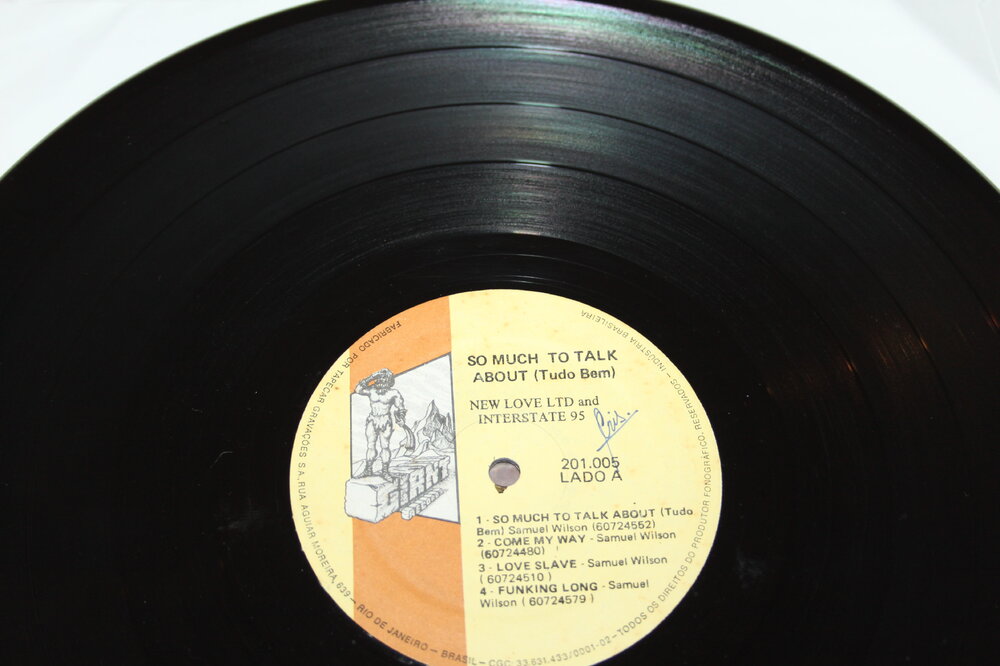 SO MUCH TO TALK
ABOUT (Tudo Bem)
NEW LOVE LTD and
INTERSTATE 95
Cris.
201.005
LADO A
GIANT
RECORDS
1 - SO MUCH TO TALK ABOUT (Tudo
Bem) Samuel Wilson (60724552)
2 - COME MY WAY - Samuel Wilson
(60724480)
3 - LOVE SLAVE - Samuel Wilson
( 60724510 )
4 - FUNKING LONG - Samuel
Wilson ( 60724579 )
FABRICADO POR TAPECAR GRAVAÇÕES S.A. RUA AGUIAR MOREIRA, 639 - RIO DE JANEIRO - BRASIL - CGC 33.631.433/0001-02 - TODOS OS DIREITOS DO PRODUTOR FONOGRÁFICO, RESERVADOS - INDÚSTRIA BRASILEIRA